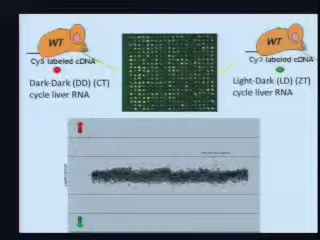 WT
Cy5 labeled cDNA
Dark-Dark (DD) (CT)
cycle liver RNA
WT
Cy3 labeled cDNA
Light-Dark (LD) (ZT)
cycle liver RNA